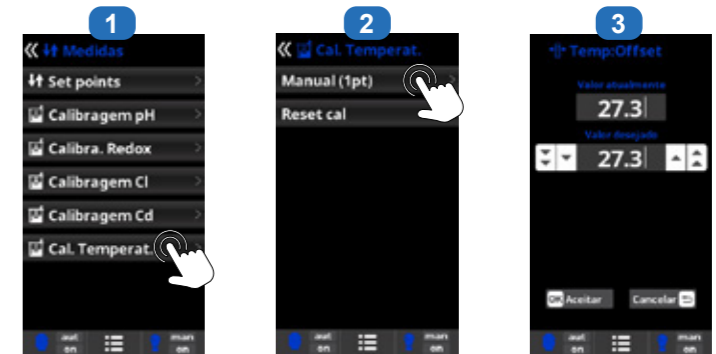 1
Medidas
Set points
Calibragem pH
Calibra. Redox
Calibragem Cl
Calibragem Cd
Cal. Temperat.
aut
on
man
on
2
Cal. Temperat.
Manual (1pt)
Reset cal
aut
on
man
on
3
Temp:Offset
Valor atualmente
27.3
Valor desejado
27.3
OK Aceitar Cancelar
aut
on
man
on